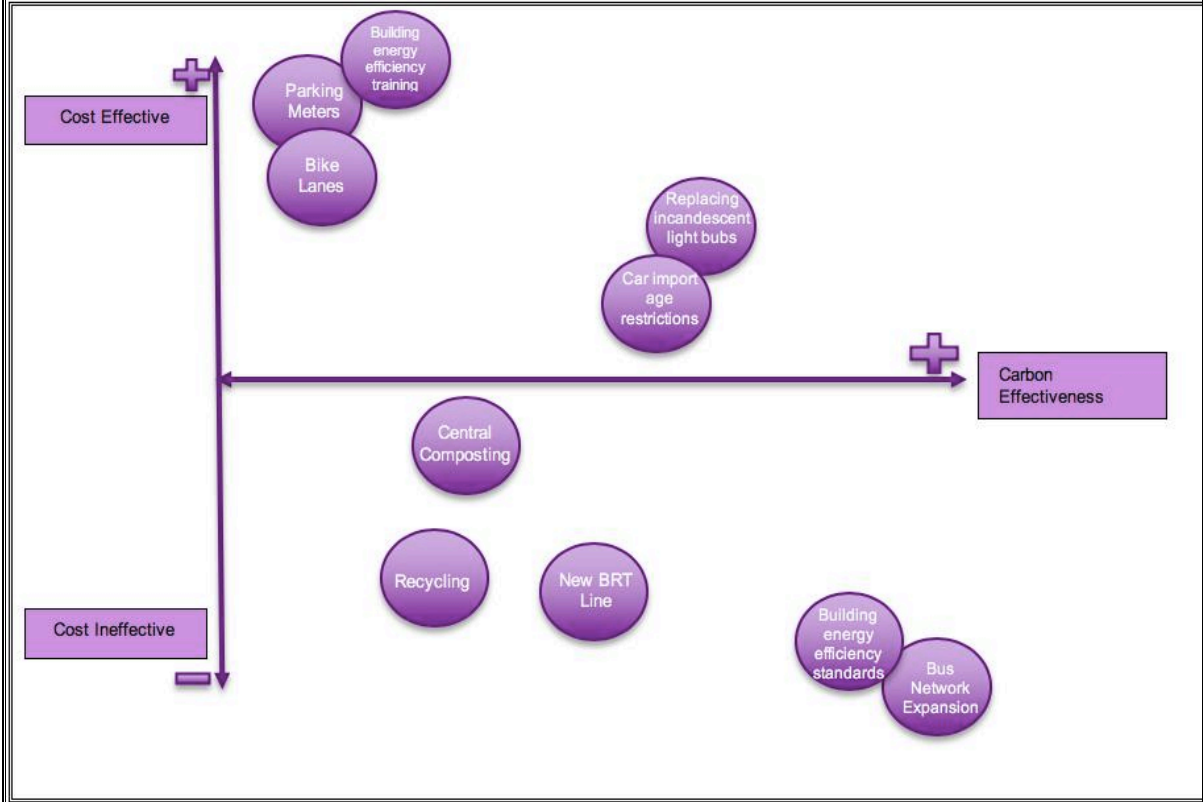 Building
energy
efficiency
training
Parking
Meters
Cost Effective
Bike
Lanes
Replacing
incandescent
light bubs
Car import
age
restrictions
Carbon
Effectiveness
Central
Composting
Recycling
New BRT
Line
Cost Ineffective
Building
energy
efficiency
standards
Bus
Network
Expansion